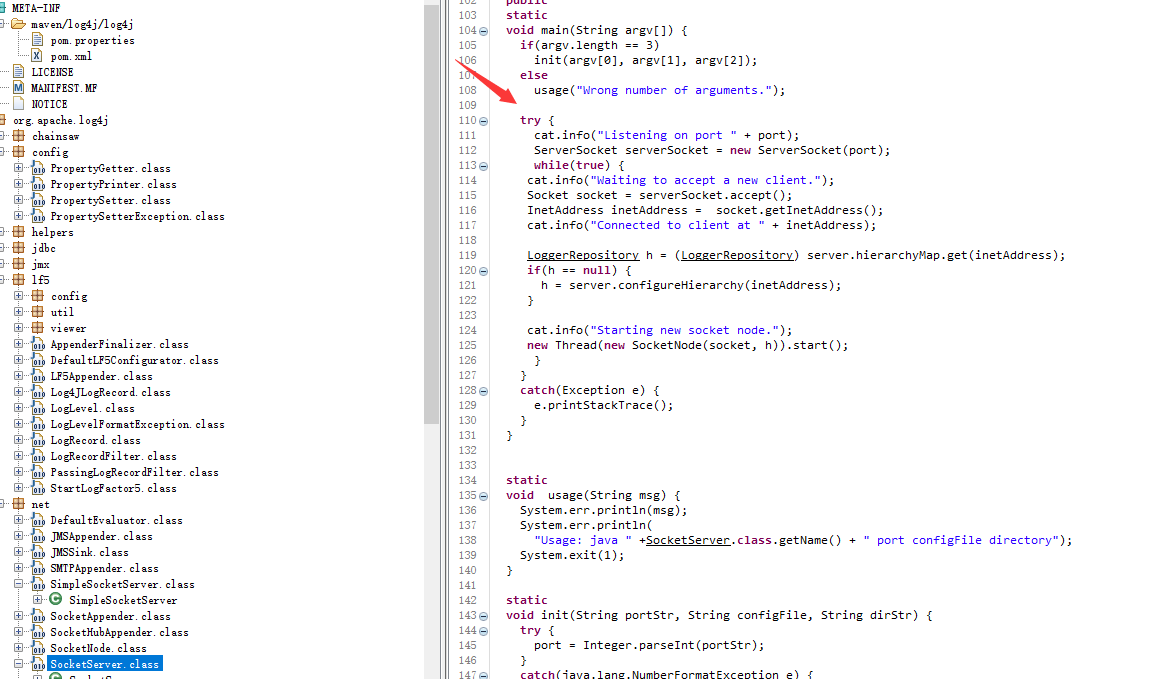 META-INF
maven/log4j/log4j
pom.properties
pom.xml
LICENSE
MANIFEST.MF
NOTICE
org.apache.log4j
chainsaw
config
PropertyGetter.class
PropertyPrinter.class
PropertySetter.class
PropertySetterException.class
helpers
jdbc
jmx
lf5
config
util
viewer
AppenderFinalizer.class
DefaultLF5Configurator.class
LF5Appender.class
Log4JLogRecord.class
LogLevel.class
LogLevelFormatException.class
LogRecord.class
LogRecordFilter.class
PassingLogRecordFilter.class
StartLogFactor5.class
net
DefaultEvaluator.class
JMSAppender.class
JMSSink.class
SMTPAppender.class
SimpleSocketServer.class
SimpleSocketServer
SocketAppender.class
SocketHubAppender.class
SocketNode.class
SocketServer.class
102 public
103 static
104 void main(String argv[]) {
105 if(argv.length == 3)
106 init(argv[0], argv[1], argv[2]);
107 else
108 usage("Wrong number of arguments.");
109
110 try {
111 cat.info("Listening on port " + port);
112 ServerSocket serverSocket = new ServerSocket(port);
113 while(true) {
114 cat.info("Waiting to accept a new client.");
115 Socket socket = serverSocket.accept();
116 InetAddress inetAddress =  socket.getInetAddress();
117 cat.info("Connected to client at " + inetAddress);
118
119 LoggerRepository h = (LoggerRepository) server.hierarchyMap.get(inetAddress);
120 if(h == null) {
121 h = server.configureHierarchy(inetAddress);
122 }
123
124 cat.info("Starting new socket node.");
125 new Thread(new SocketNode(socket, h)).start();
126 }
127 }
128 catch(Exception e) {
129 e.printStackTrace();
130 }
131 }
132
133
134 static
135 void  usage(String msg) {
136 System.err.println(msg);
137 System.err.println(
138 "Usage: java " +SocketServer.class.getName() + " port configFile directory");
139 System.exit(1);
140 }
141
142 static
143 void init(String portStr, String configFile, String dirStr) {
144 try {
145 port = Integer.parseInt(portStr);
146 }
147 catch(java.lang.NumberFormatException e) {